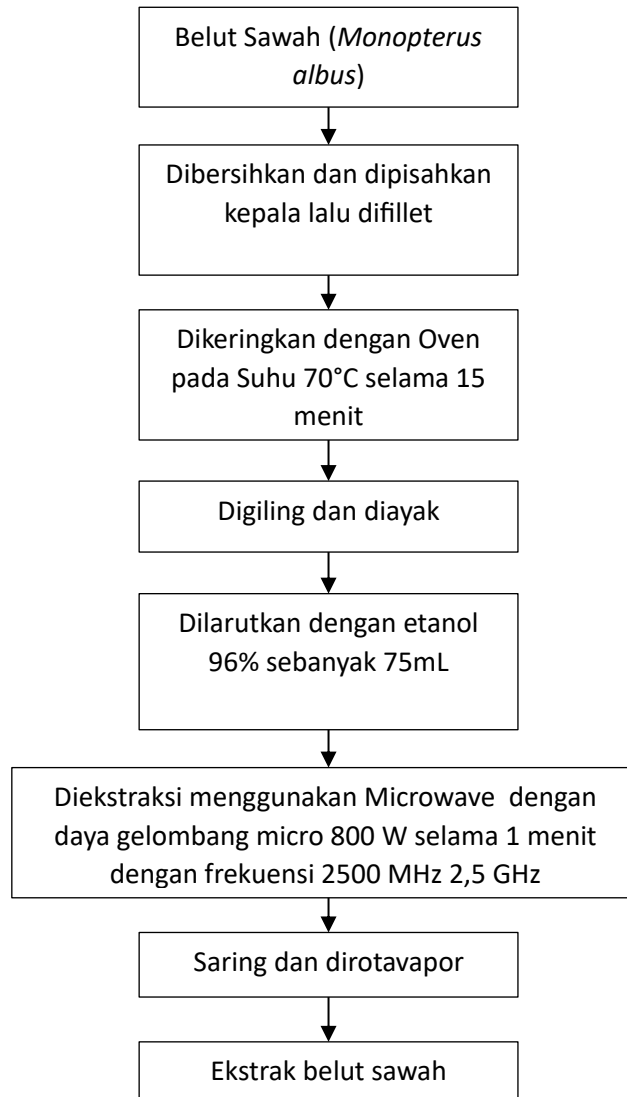 Belut Sawah (Monopterus
albus)
Dibersihkan dan dipisahkan
kepala lalu difillet
Dikeringkan dengan Oven
pada Suhu 70°C selama 15
menit
Digiling dan diayak
Dilarutkan dengan etanol
96% sebanyak 75mL
Diekstraksi menggunakan Microwave dengan
daya gelombang micro 800 W selama 1 menit
dengan frekuensi 2500 MHz 2,5 GHz
Saring dan dirotavapor
Ekstrak belut sawah